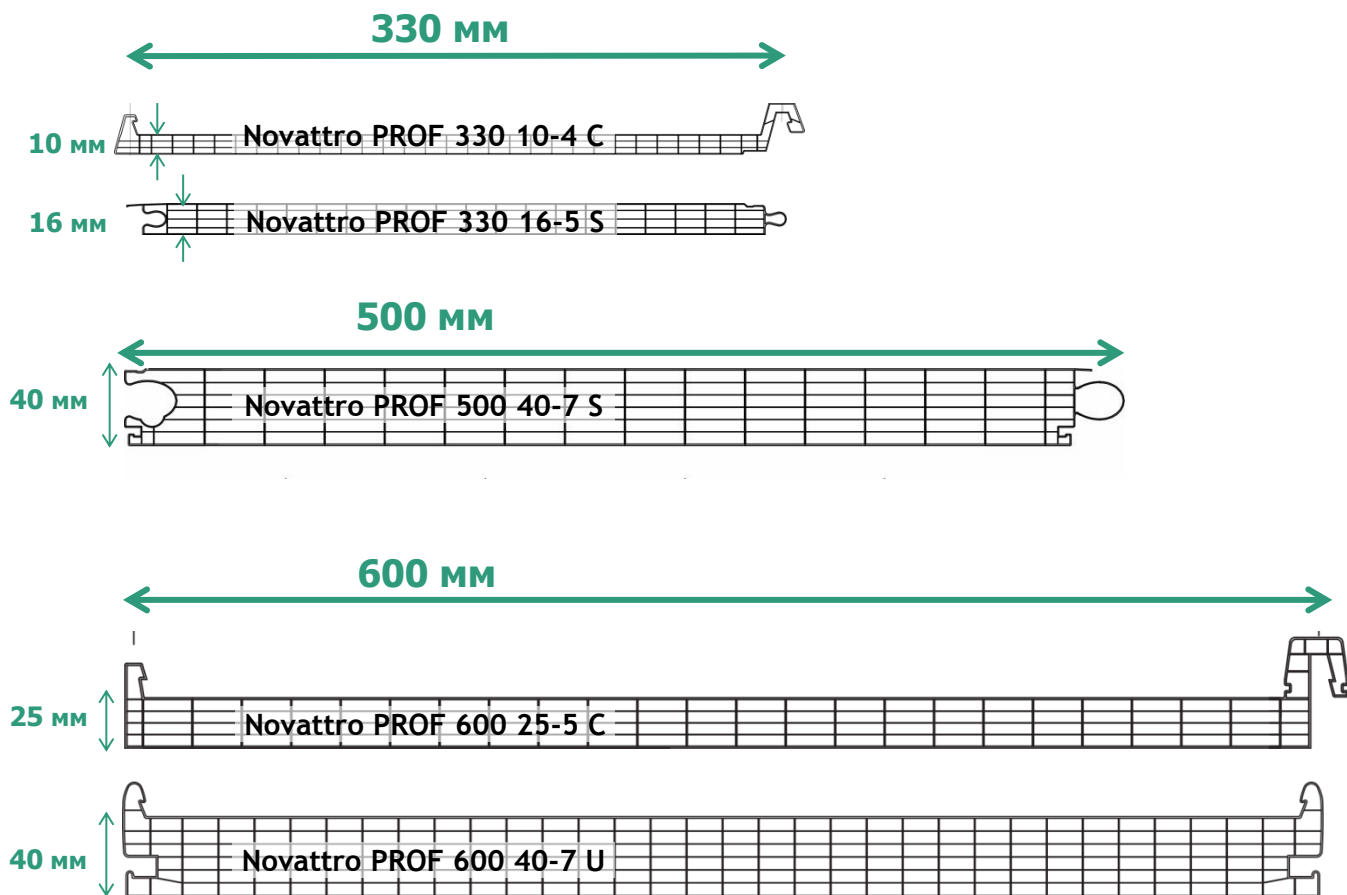 330 мм
10 мм
Novattro PROF 330 10-4 C
16 мм
Novattro PROF 330 16-5 S
500 мм
40 мм
Novattro PROF 500 40-7 S
600 мм
25 мм
Novattro PROF 600 25-5 C
40 мм
Novattro PROF 600 40-7 U